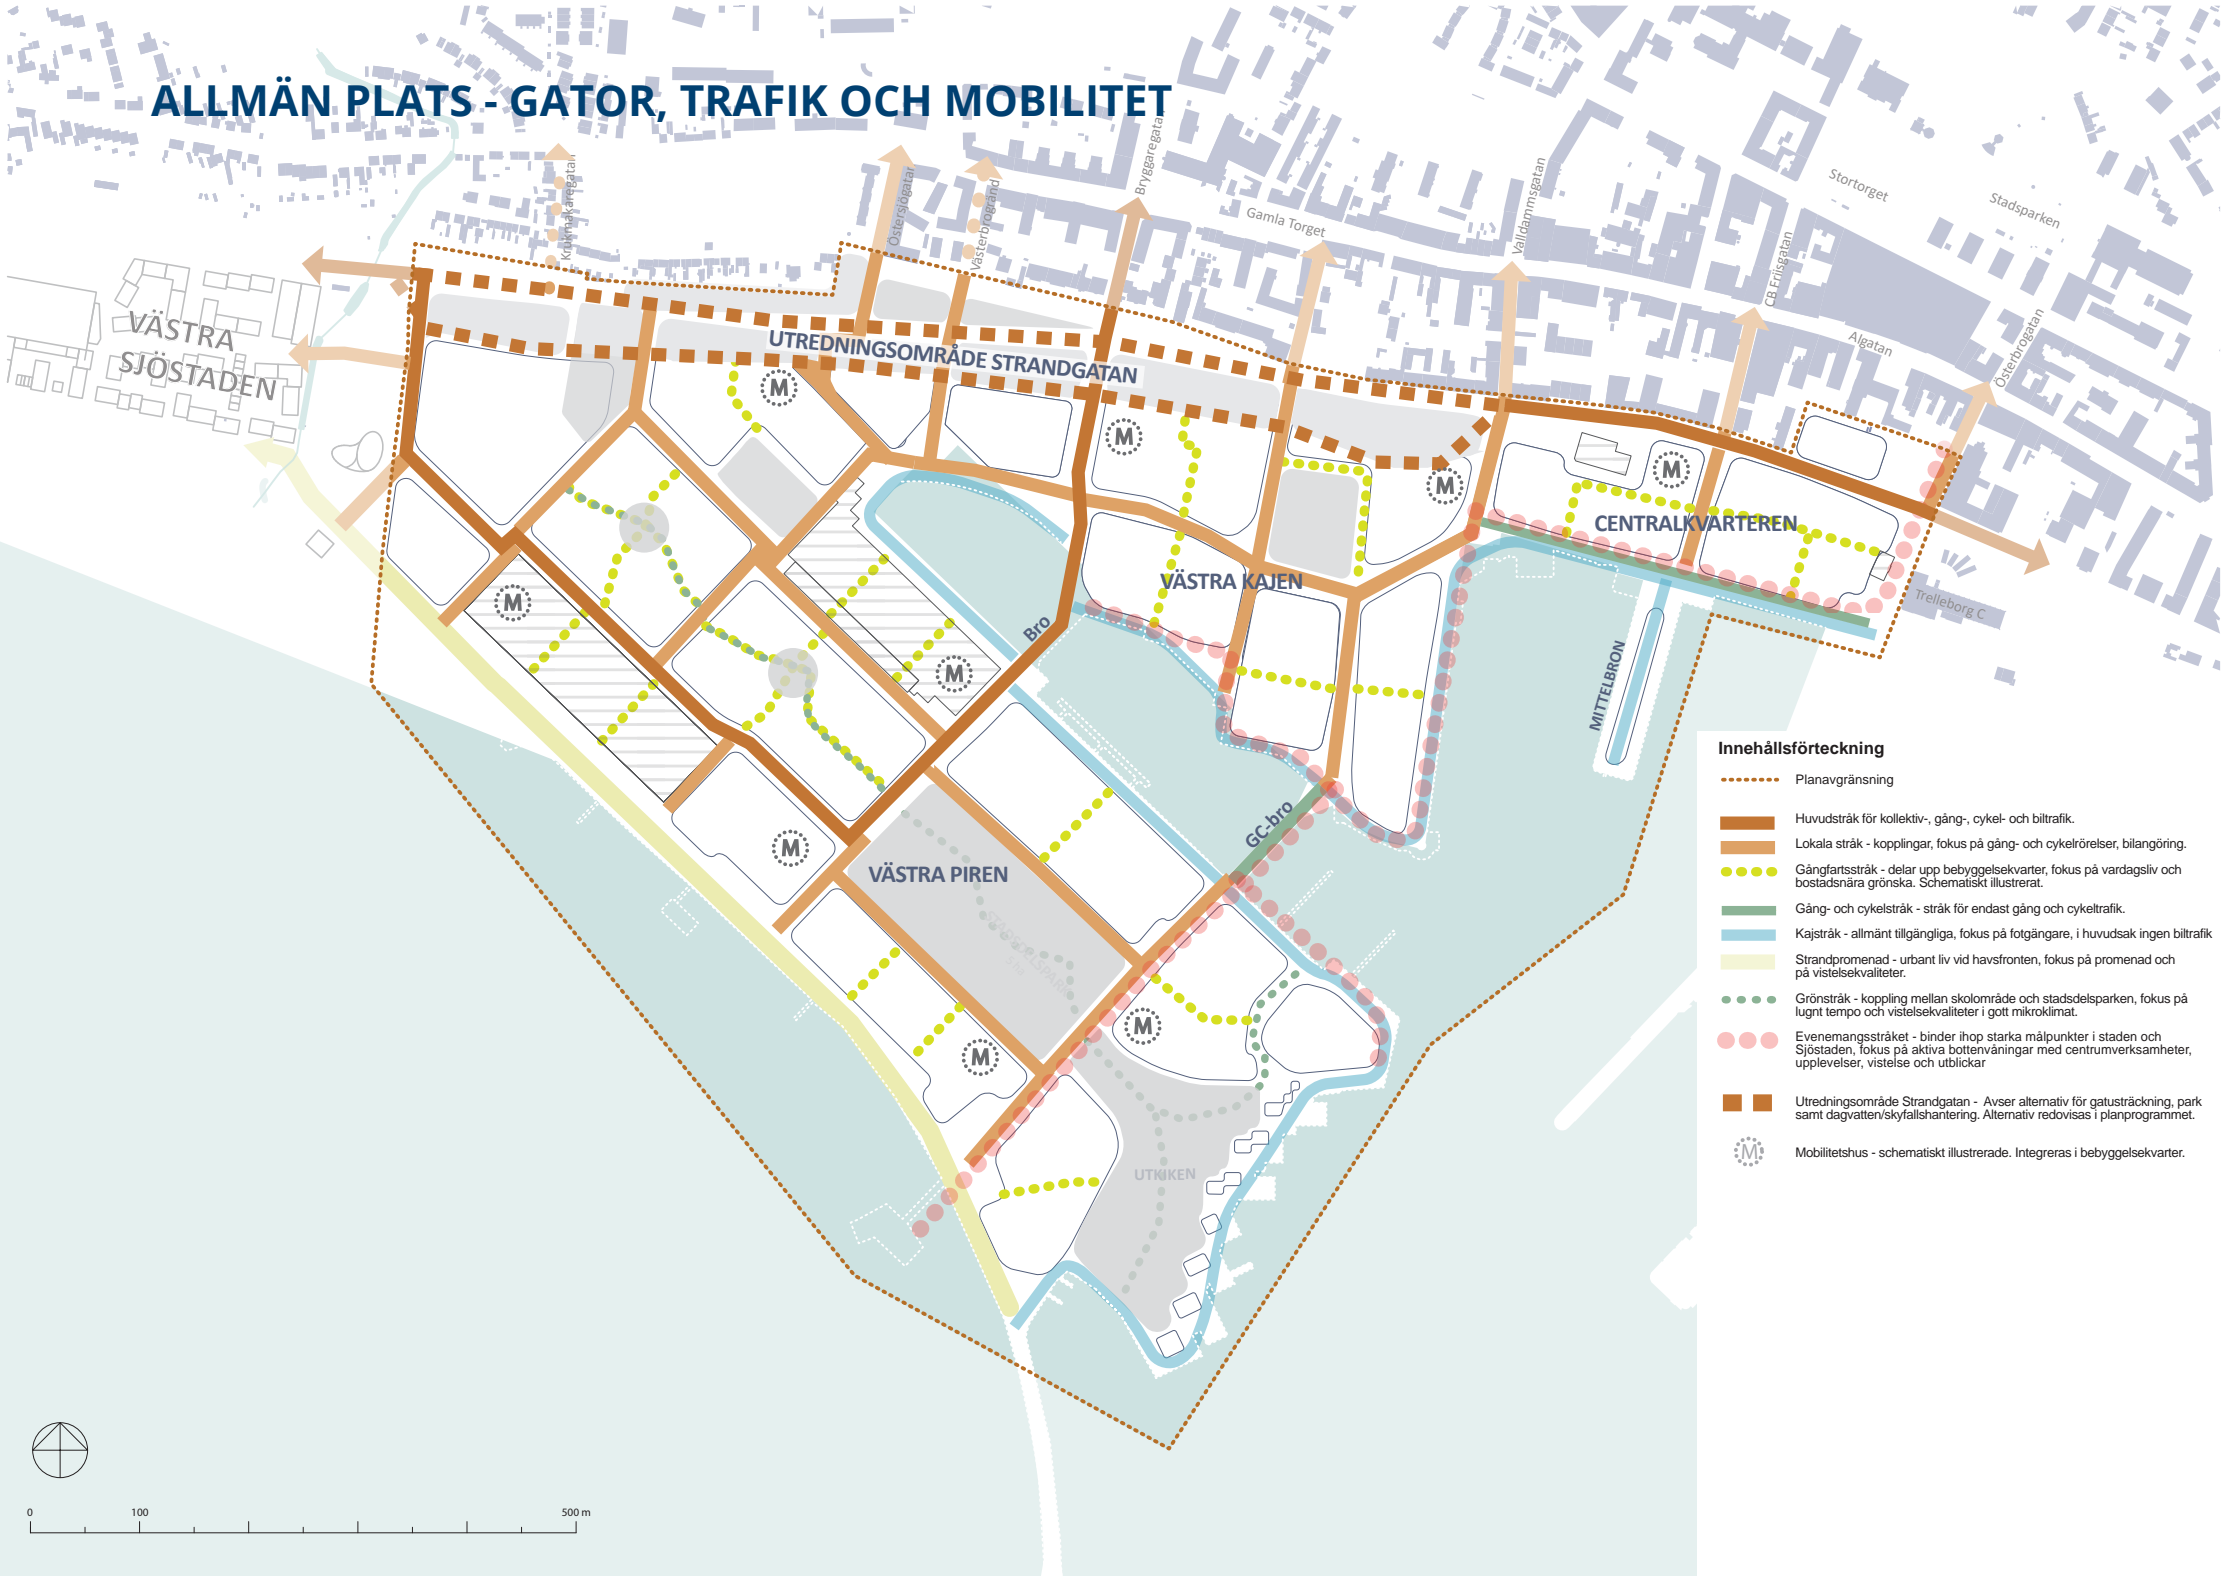 ALLMÄN PLATS - GATOR, TRAFIK OCH MOBILITET
Krukmakaregatan
Östersjögatan
Västerbrogränd
Bryggaregatan
Gamla Torget
Valldammsgatan
Stortorget
Stadsparken
CB Friisgatan
Algatan
Österbrogatan
VÄSTRA
SJÖSTADEN
UTREDNINGSOMRÅDE STRANDGATAN
M
M
M
M
CENTRALKVARTEREN
VÄSTRA KAJEN
Trelleborg C
M
Bro
M
MITTELBRON
GC-bro
M
VÄSTRA PIREN
STADSDELSPARK
M
M
UTKIKEN
Innehållsförteckning
Planavgränsning
Huvudstråk för kollektiv-, gång-, cykel- och biltrafik.
Lokala stråk - kopplingar, fokus på gång- och cykelrörelser, bilangöring.
Gångfartsstråk - delar upp bebyggelsekvarter, fokus på vardagsliv och
bostadsnära grönska. Schematiskt illustrerat.
Gång- och cykelstråk - stråk för endast gång och cykeltrafik.
Kajstråk - allmänt tillgängliga, fokus på fotgängare, i huvudsak ingen biltrafik
Strandpromenad - urbant liv vid havsfronten, fokus på promenad och
på vistelsekvaliteter.
Grönstråk - koppling mellan skolområde och stadsdelsparken, fokus på
lugnt tempo och vistelsekvaliteter i gott mikroklimat.
Evenemangsstråket - binder ihop starka målpunkter i staden och
Sjöstaden, fokus på aktiva bottenvåningar med centrumverksamheter,
upplevelser, vistelse och utblickar
Utredningsområde Strandgatan - Avser alternativ för gatusträckning, park
samt dagvatten/skyfallshantering. Alternativ redovisas i planprogrammet.
M
Mobilitetshus - schematiskt illustrerade. Integreras i bebyggelsekvarter.
0 100 500 m